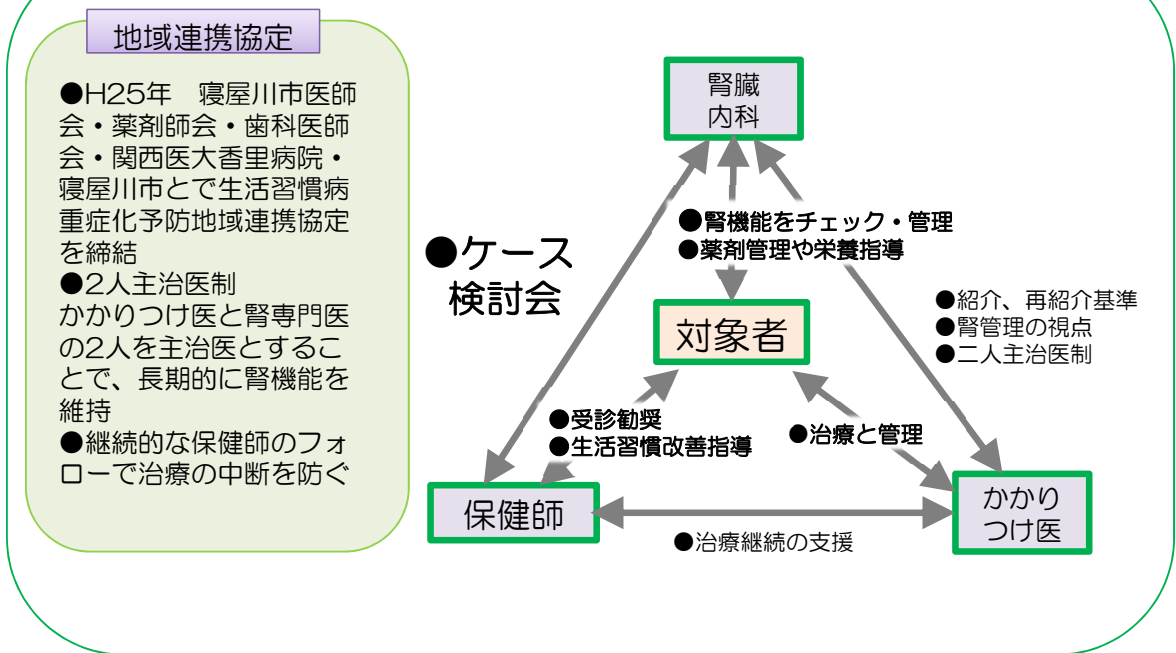 地域連携協定
●H25年　寝屋川市医師
会・薬剤師会・歯科医師
会・関西医大香里病院・
寝屋川市とで生活習慣病
重症化予防地域連携協定
を締結
●2人主治医制
かかりつけ医と腎専門医
の2人を主治医とするこ
とで、長期的に腎機能を
維持
●継続的な保健師のフォ
ローで治療の中断を防ぐ
腎臓
内科
●腎機能をチェック・管理
●薬剤管理や栄養指導
●ケース
検討会
●紹介、再紹介基準
●腎管理の視点
●二人主治医制
対象者
●受診勧奨
●生活習慣改善指導
●治療と管理
保健師
かかり
つけ医
●治療継続の支援